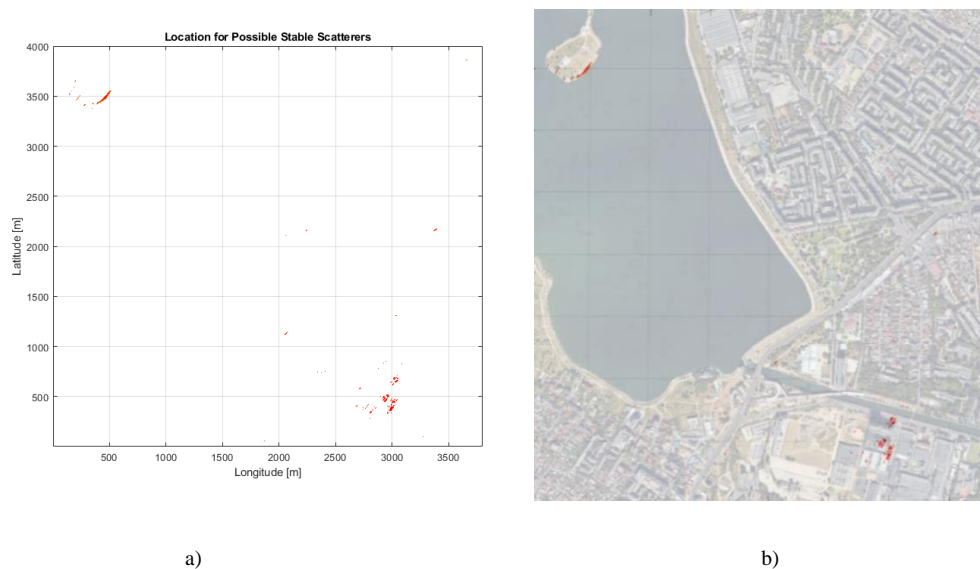 Location for Possible Stable Scatterers
4000
3500
3000
2500
2000
1500
1000
500
Latitude [m]
500 1000 1500 2000 2500 3000 3500
Longitude [m]
a) b)